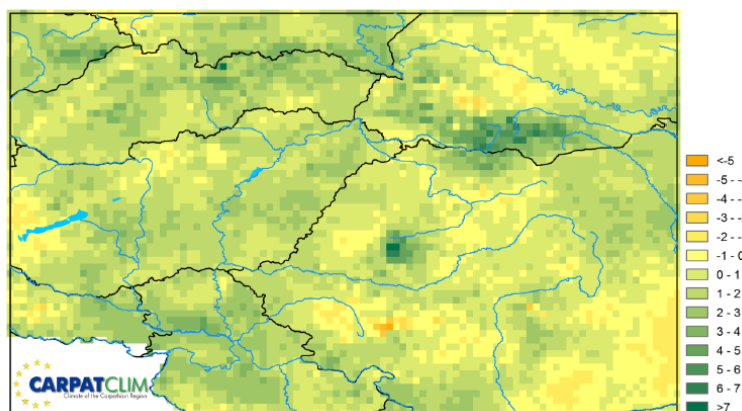 <-5
-5 - -
-4 - -
-3 - -
-2 - -
-1 - 0
0 - 1
1 - 2
2 - 3
3 - 4
4 - 5
5 - 6
6 - 7
>7
CARPATCLIM
Climate of the Carpathian Region